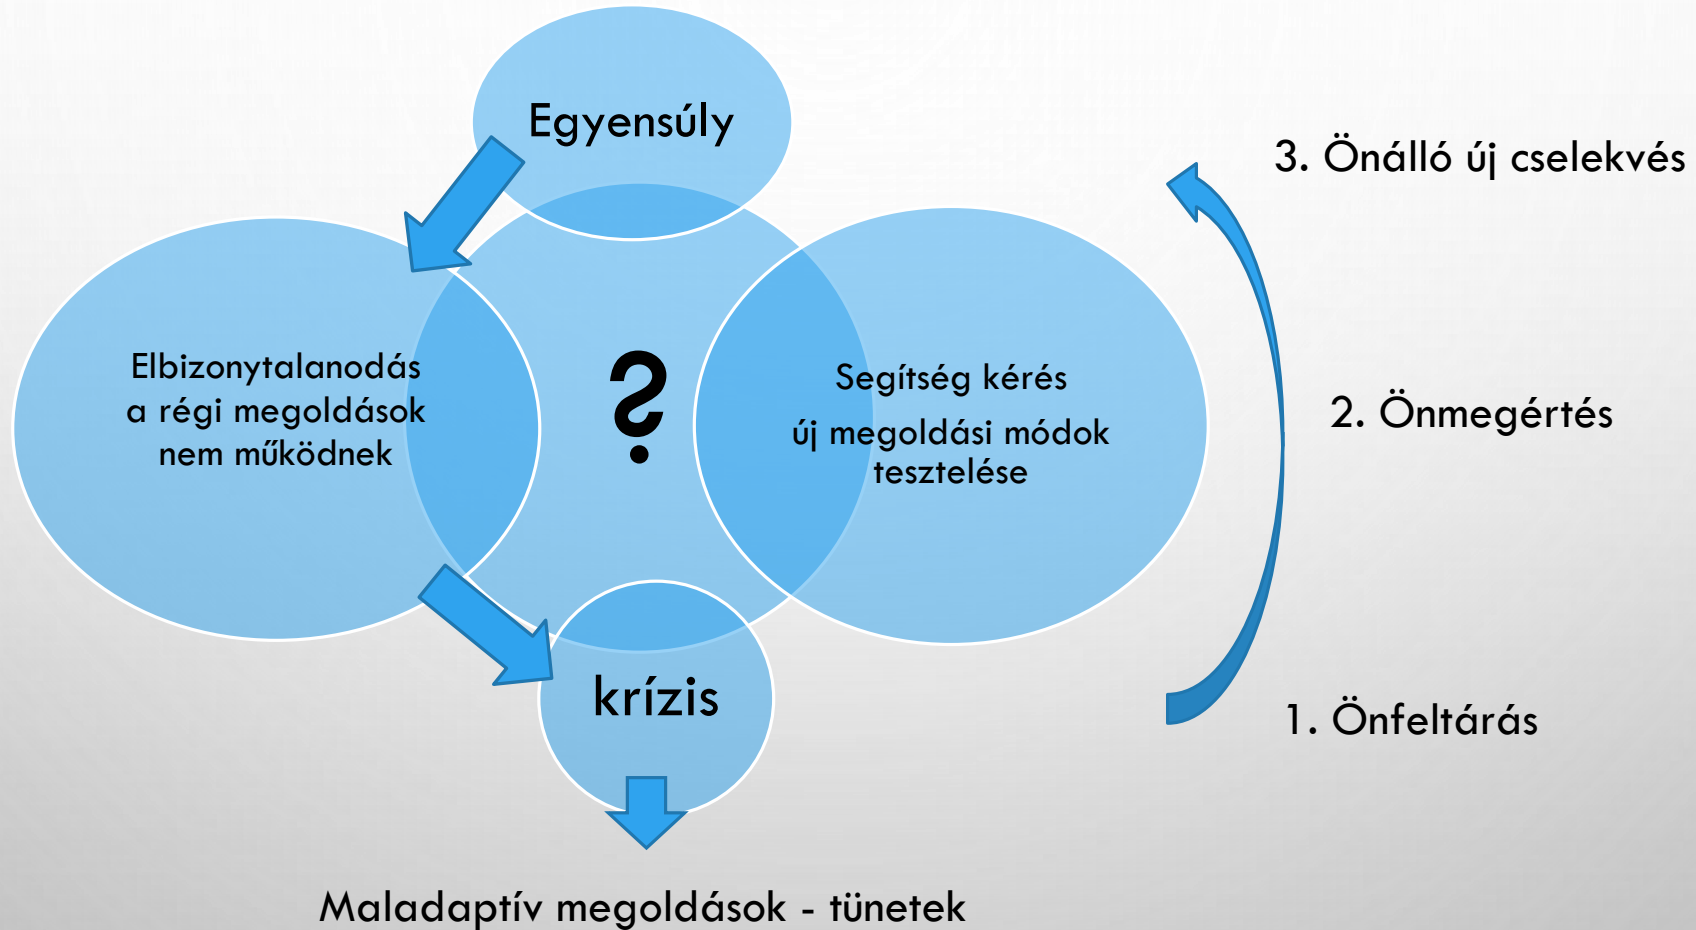 Egyensúly
3. Önálló új cselekvés
Elbizonytalanodás
a régi megoldások
nem működnek
?
Segítség kérés
új megoldási módok
tesztelése
2. Önmegértés
krízis
1. Önfeltárás
Maladaptív megoldások - tünetek